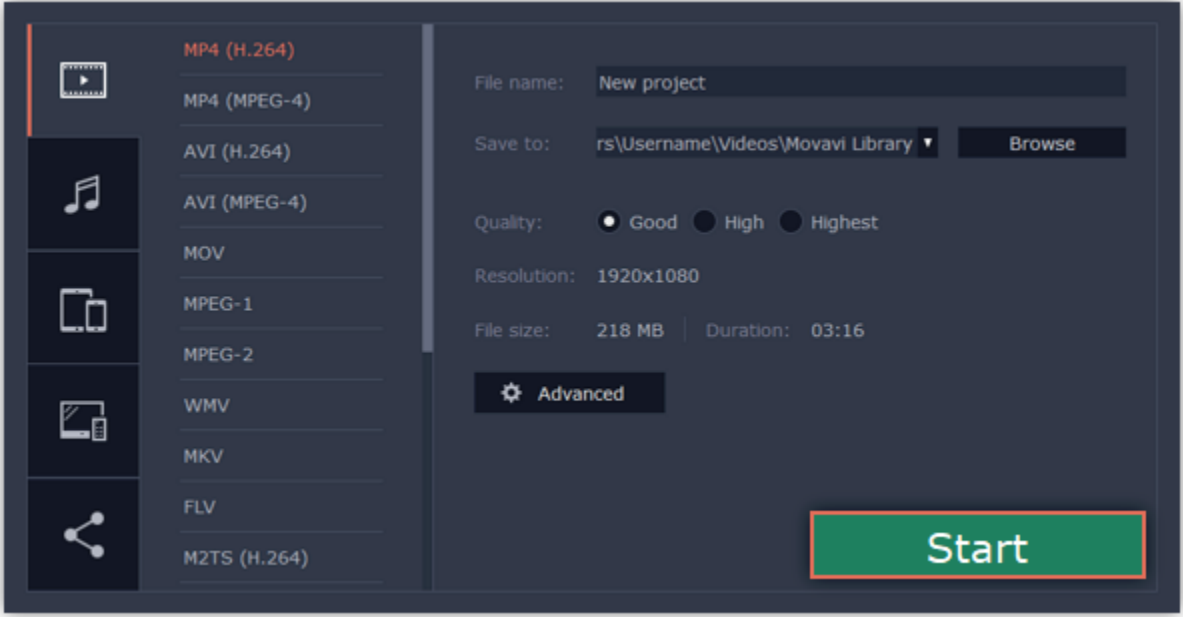 MP4 (H.264)
MP4 (MPEG-4)
AVI (H.264)
AVI (MPEG-4)
MOV
MPEG-1
MPEG-2
WMV
MKV
FLV
M2TS (H.264)
File name: New project
Save to: rs\Username\Videos\Movavi Library Browse
Quality: Good High Highest
Resolution: 1920x1080
File size: 218 MB Duration: 03:16
Advanced
Start